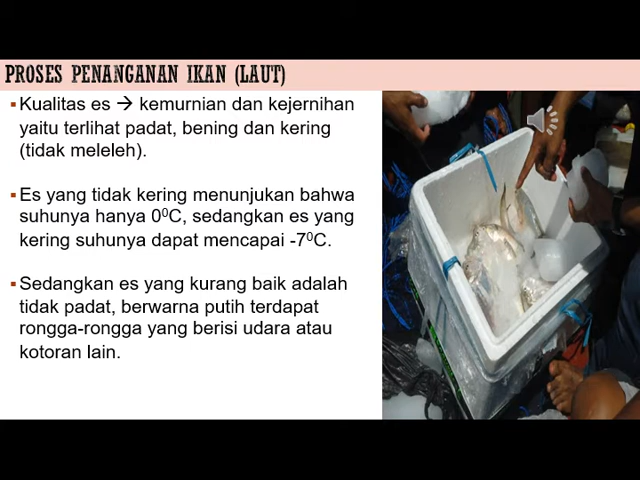 PROSES PENANGANAN IKAN (LAUT)
▪Kualitas es → kemurnian dan kejernihan
yaitu terlihat padat, bening dan kering
(tidak meleleh).
▪Es yang tidak kering menunjukan bahwa
suhunya hanya 0⁰C, sedangkan es yang
kering suhunya dapat mencapai -7⁰C.
▪Sedangkan es yang kurang baik adalah
tidak padat, berwarna putih terdapat
rongga-rongga yang berisi udara atau
kotoran lain.